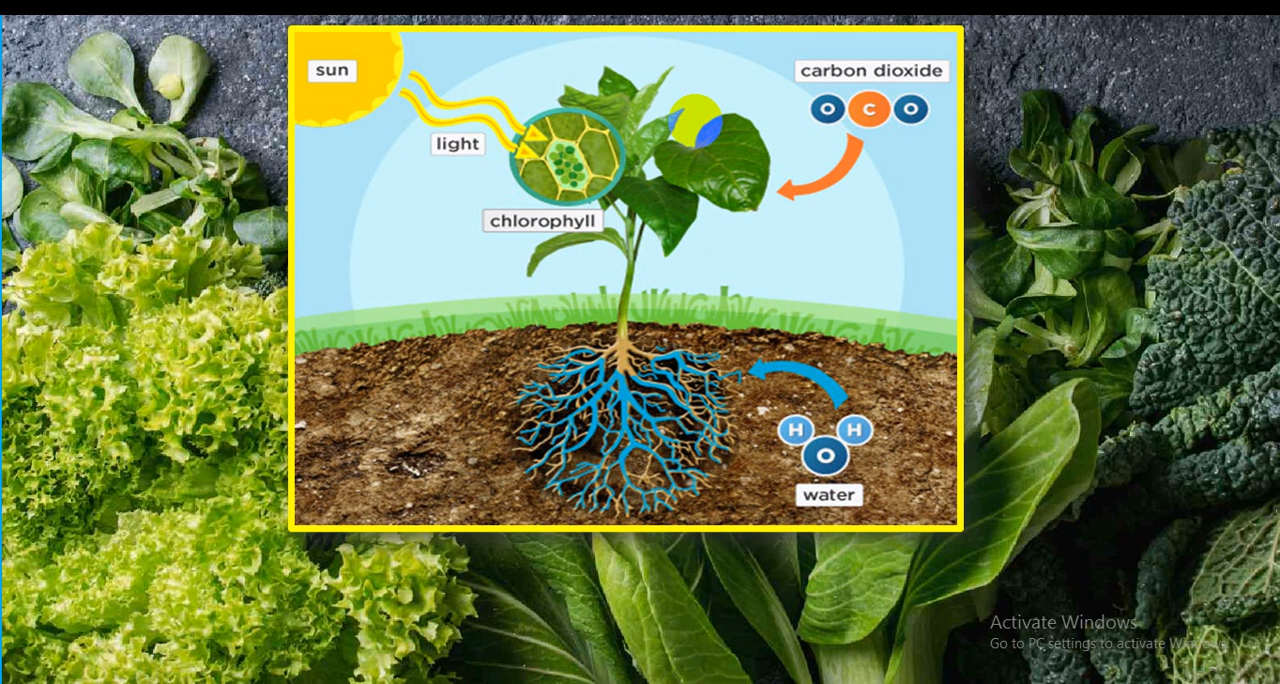 sun
carbon dioxide
O C O
light
chlorophyll
H H
O
water
Activate Windows
Go to PC settings to activate Windows.